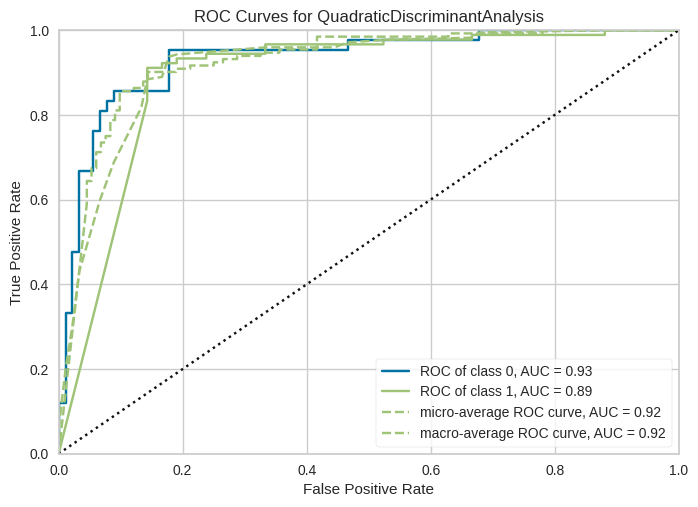 ROC Curves for QuadraticDiscriminantAnalysis
1.0
0.8
0.6
0.4
0.2
0.0
True Positive Rate
ROC of class 0, AUC = 0.93
ROC of class 1, AUC = 0.89
micro-average ROC curve, AUC = 0.92
macro-average ROC curve, AUC = 0.92
0.0 0.2 0.4 0.6 0.8 1.0
False Positive Rate